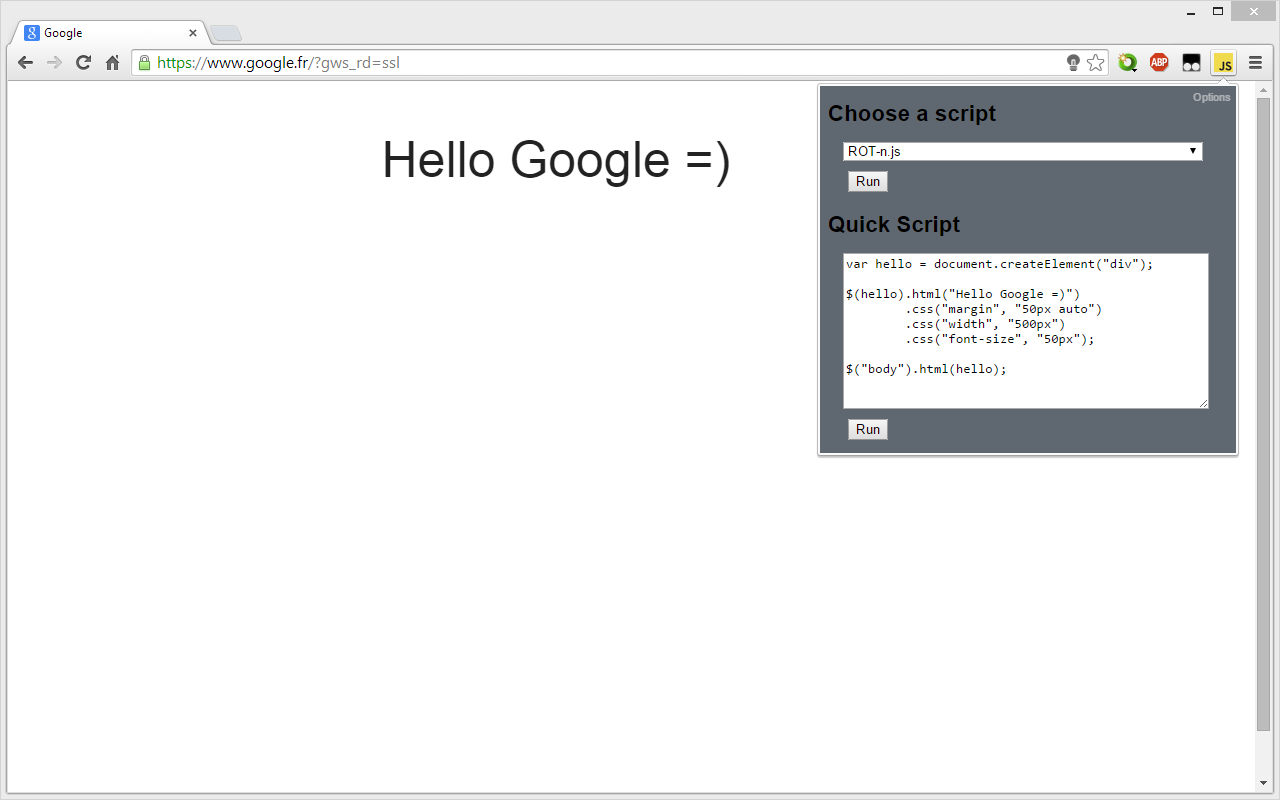 Google
https://www.google.fr/?gws_rd=ssl
ABP
JS
Options
Choose a script
ROT-n.js
Run
Quick Script
var hello = document.createElement("div");
$(hello).html("Hello Google =)")
.css("margin", "50px auto")
.css("width", "500px")
.css("font-size", "50px");
$("body").html(hello);
Run
Hello Google =)